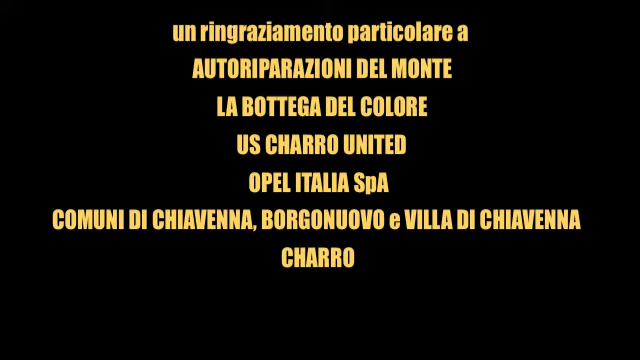 un ringraziamento particolare a
AUTORIPARAZIONI DEL MONTE
LA BOTTEGA DEL COLORE
US CHARRO UNITED
OPEL ITALIA SpA
COMUNI DI CHIAVENNA, BORGONUOVO e VILLA DI CHIAVENNA
CHARRO